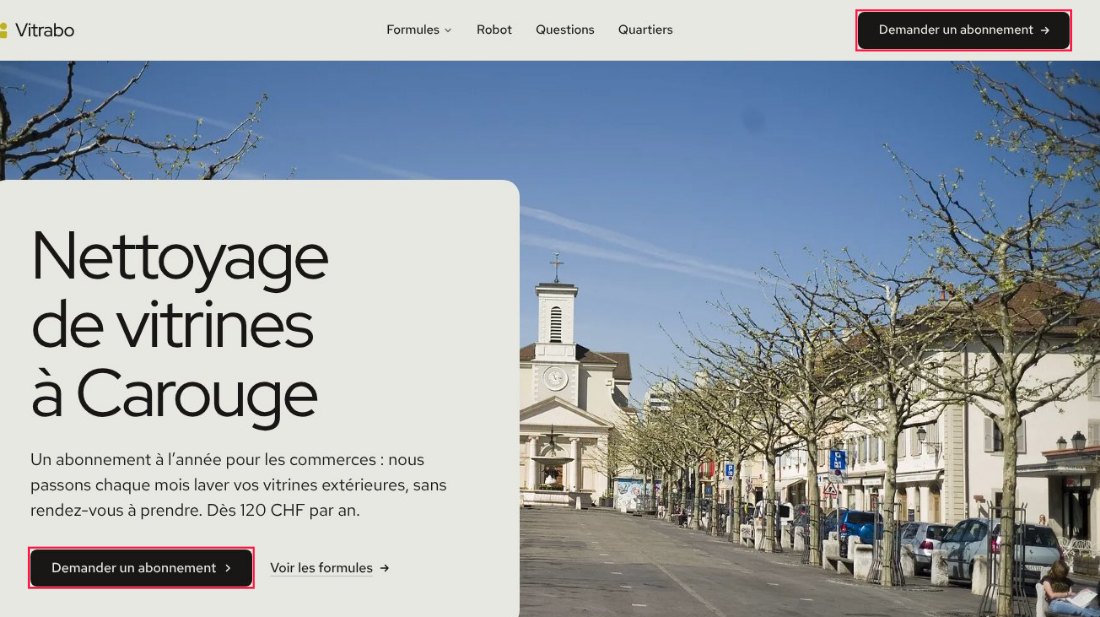 Vitrabo
Formules
Robot
Questions
Quartiers
Demander un abonnement →
Nettoyage
de vitrines
à Carouge
Un abonnement à l’année pour les commerces : nous
passons chaque mois laver vos vitrines extérieures, sans
rendez-vous à prendre. Dès 120 CHF par an.
Demander un abonnement ›
Voir les formules →
P